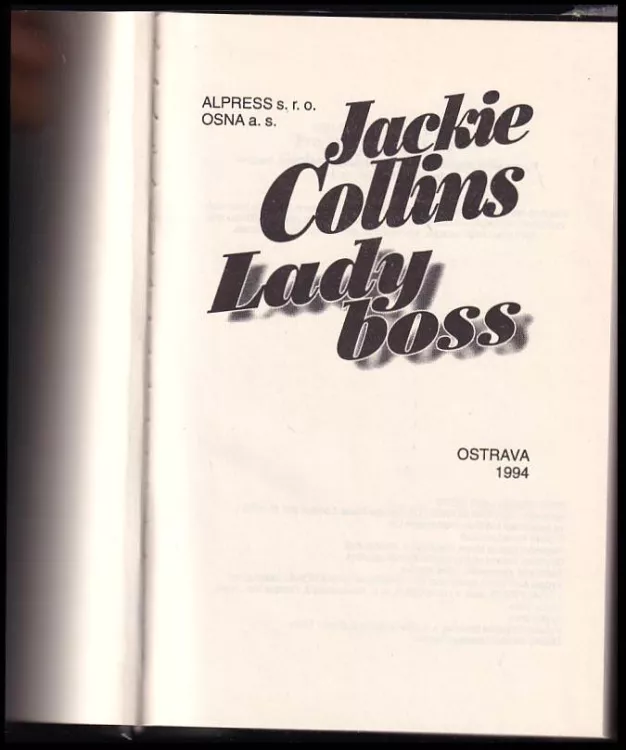 ALPRESS s. r. o.
OSNA a. s.
Jackie
Collins
Lady
boss
OSTRAVA
1994